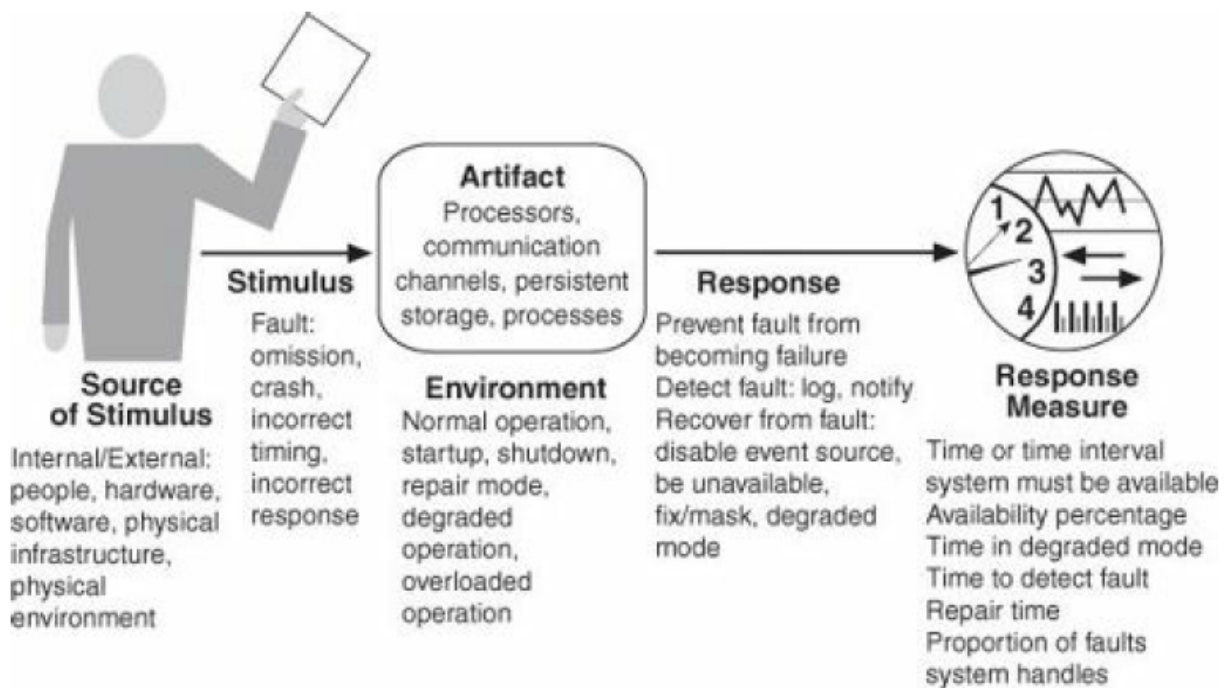 Artifact
Processors,
communication
channels, persistent
storage, processes
Stimulus
Fault:
omission,
crash,
incorrect
timing,
incorrect
response
Source
of Stimulus
Internal/External:
people, hardware,
software, physical
infrastructure,
physical
environment
Environment
Normal operation,
startup, shutdown,
repair mode,
degraded
operation,
overloaded
operation
Response
Prevent fault from
becoming failure
Detect fault: log, notify
Recover from fault:
disable event source,
be unavailable,
fix/mask, degraded
mode
1
2
3
4
Response
Measure
Time or time interval
system must be available
Availability percentage
Time in degraded mode
Time to detect fault
Repair time
Proportion of faults
system handles